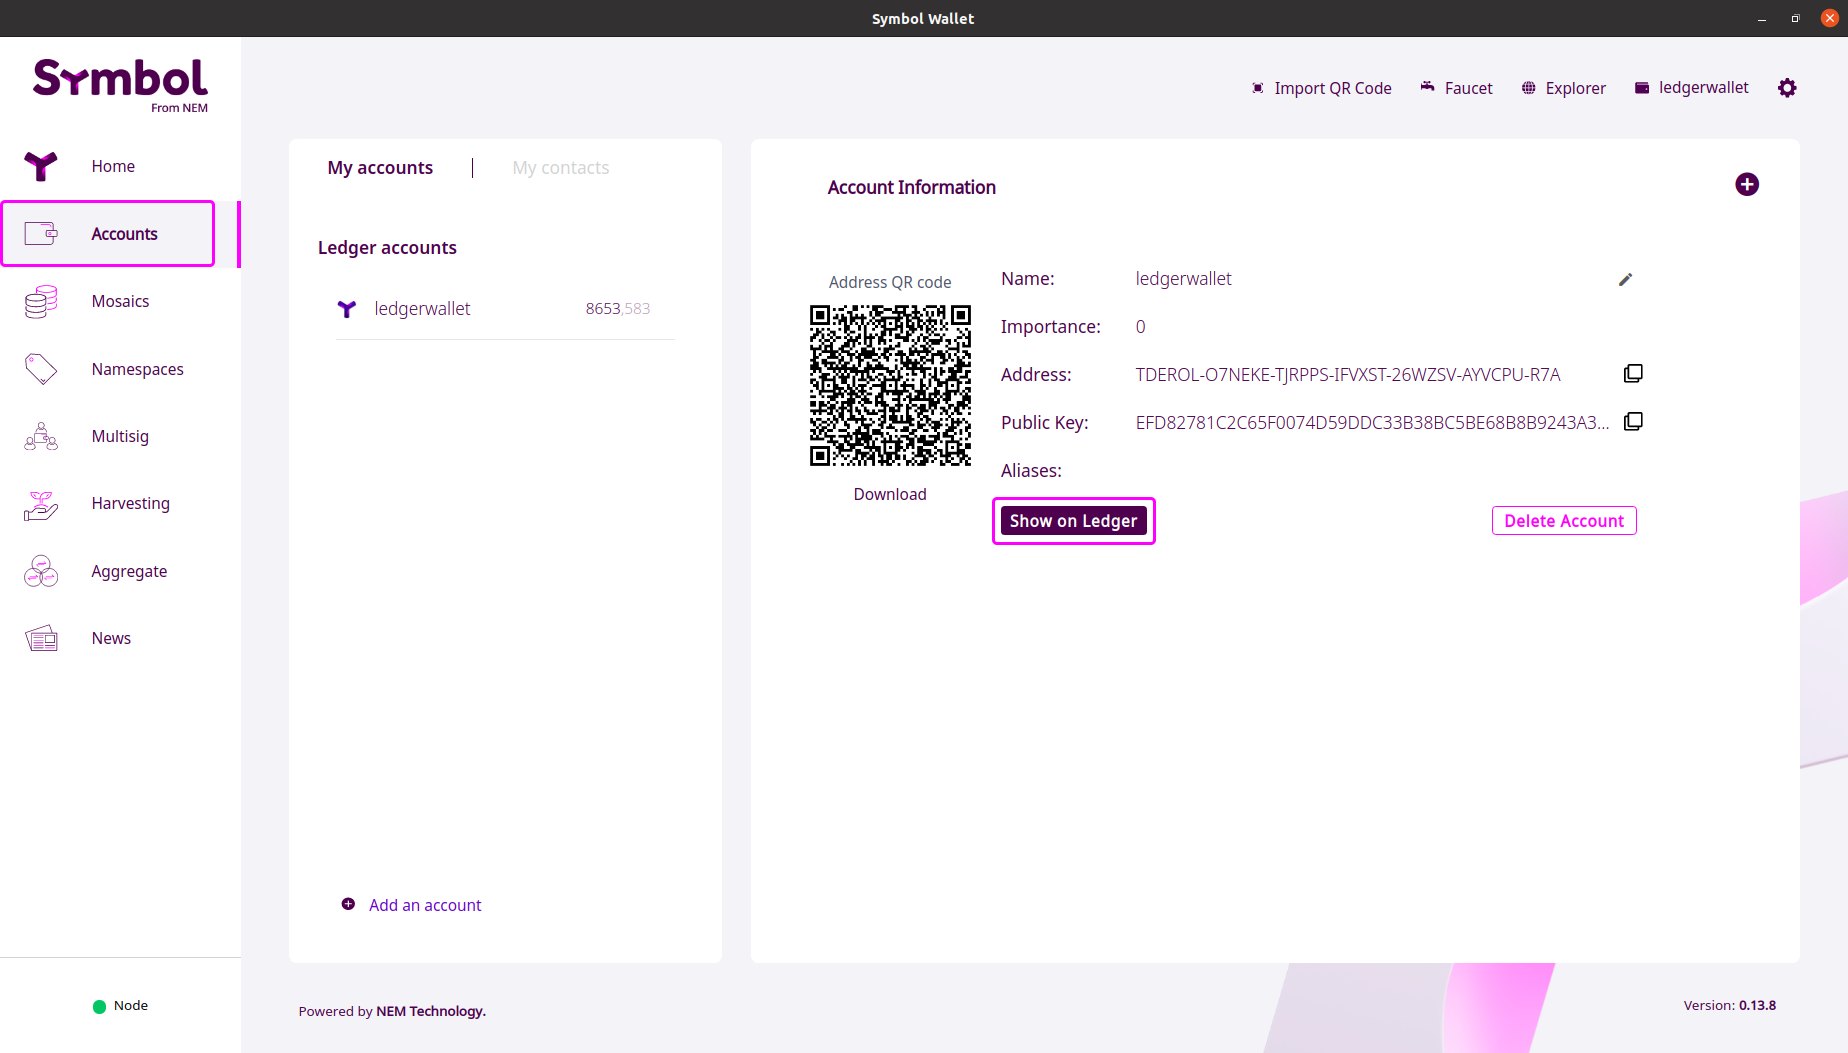 Symbol Wallet
Symbol
From NEM
Import QR Code
Faucet
Explorer
ledgerwallet
Home
Accounts
Mosaics
Namespaces
Multisig
Harvesting
Aggregate
News
Node
My accounts
My contacts
Ledger accounts
ledgerwallet 8653,583
Add an account
Account Information
Address QR code
Download
Name: ledgerwallet
Importance: 0
Address: TDEROL-O7NEKE-TJRPPS-IFVXST-26WZSV-AYVCPU-R7A
Public Key: EFD82781C2C65F0074D59DDC33B38BC5BE68B8B9243A3...
Aliases:
Show on Ledger
Delete Account
Powered by NEM Technology.
Version: 0.13.8